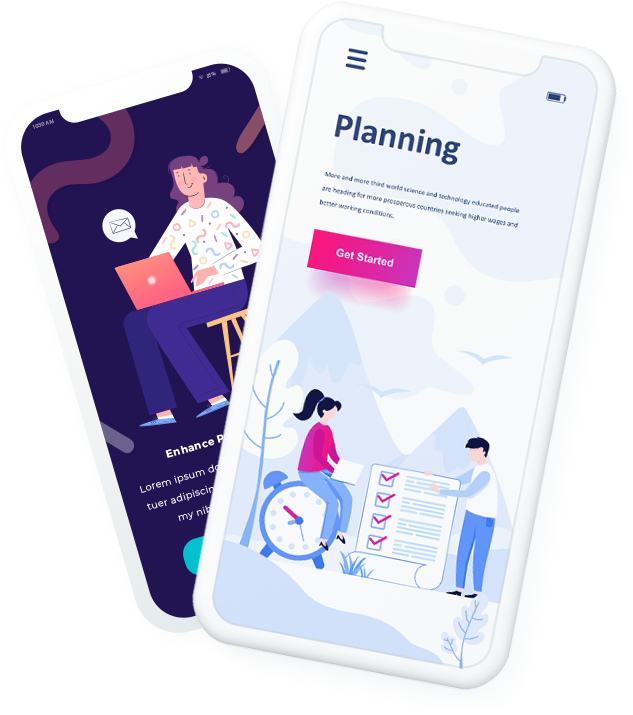 10:00 AM
81%
Enhance P
Lorem ipsum do
tuer adipiscin
my nib
Planning
More and more third world science and technology educated people
are heading for more prosperous countries seeking higher wages and
better working conditions.
Get Started